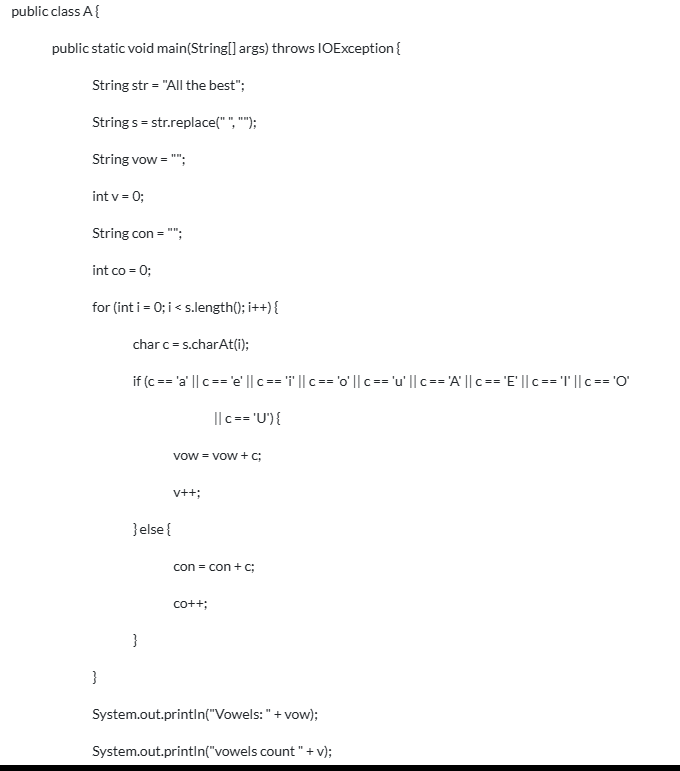 public class A {
public static void main(String[] args) throws IOException {
String str = "All the best";
String s = str.replace(" ", "");
String vow = "";
int v = 0;
String con = "";
int co = 0;
for (int i = 0; i < s.length(); i++) {
char c = s.charAt(i);
if (c == 'a' || c == 'e' || c == 'i' || c == 'o' || c == 'u' || c == 'A' || c == 'E' || c == 'I' || c == 'O'
|| c == 'U') {
vow = vow + c;
v++;
} else {
con = con + c;
co++;
}
}
System.out.println("Vowels: " + vow);
System.out.println("vowels count " + v);